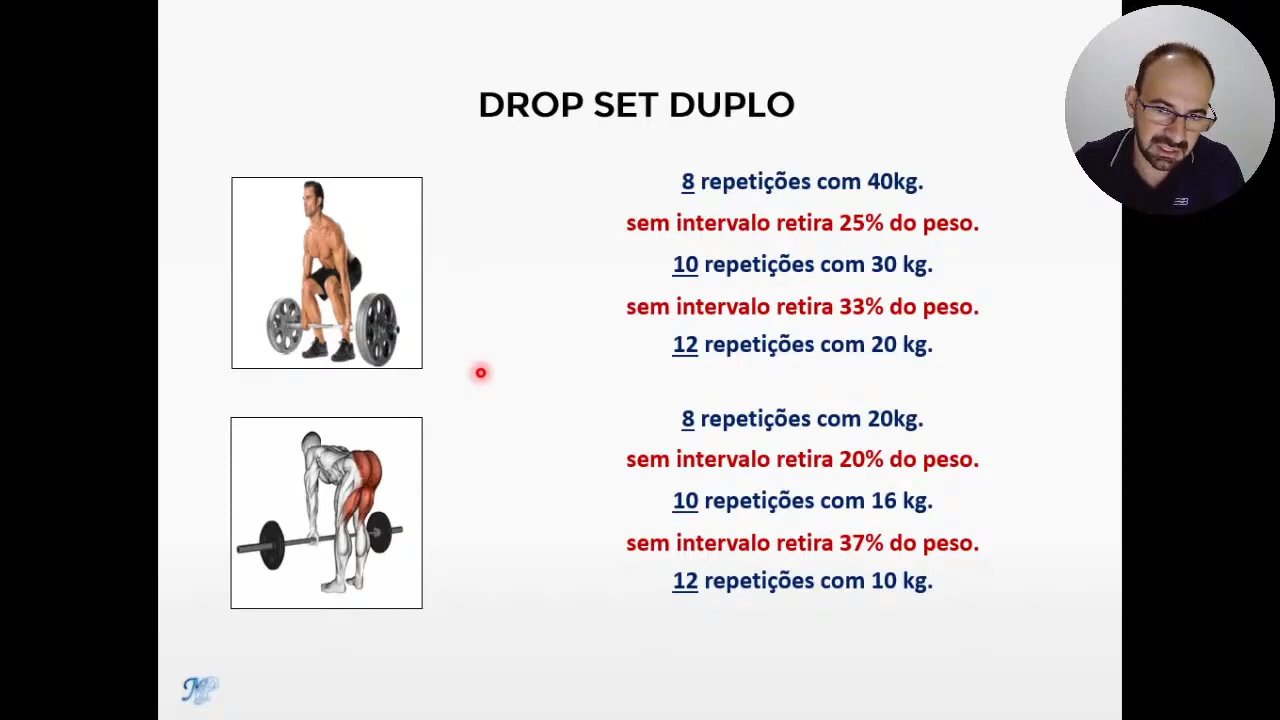 DROP SET DUPLO
8 repetições com 40kg.
sem intervalo retira 25% do peso.
10 repetições com 30 kg.
sem intervalo retira 33% do peso.
12 repetições com 20 kg.
8 repetições com 20kg.
sem intervalo retira 20% do peso.
10 repetições com 16 kg.
sem intervalo retira 37% do peso.
12 repetições com 10 kg.